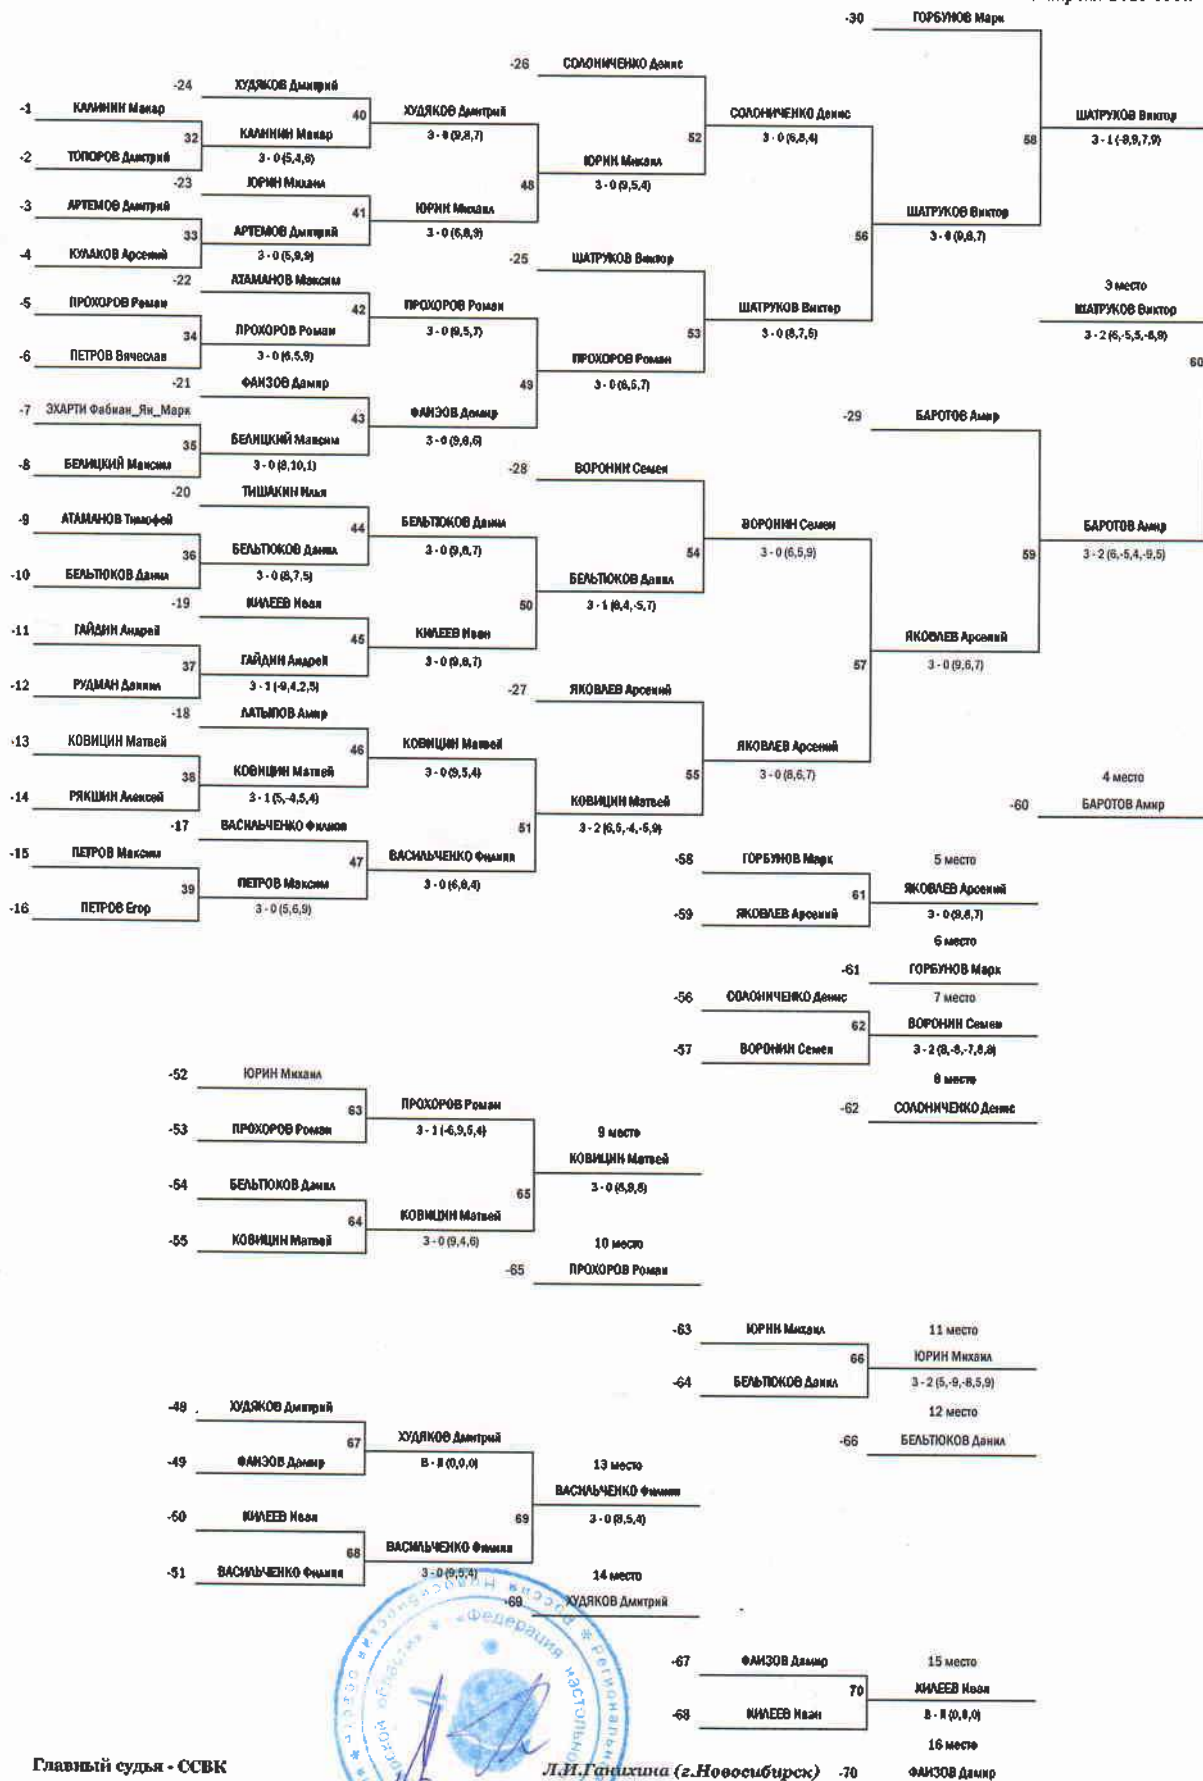 -30 ГОРБУНОВ Марк
-26 СОЛОНИЧЕНКО Денис
-24 ХУДЯКОВ Дмитрий
-1 КАЛИНИН Макар
40 ХУДЯКОВ Дмитрий
3 - 0 (9,8,7)
52 СОЛОНИЧЕНКО Денис
3 - 0 (6,8,4)
58 ШАТРУКОВ Виктор
3 - 1 (-8,9,7,9)
32 КАЛИНИН Макар
3 - 0 (5,4,6)
-2 ТОПОРОВ Дмитрий
ЮРИН Михаил
3 - 0 (9,5,4)
-23 ЮРИН Михаил
48
-3 АРТЕМОВ Дмитрий
41 ЮРИН Михаил
3 - 0 (6,8,9)
ШАТРУКОВ Виктор
3 - 0 (9,8,7)
56
33 АРТЕМОВ Дмитрий
3 - 0 (5,9,9)
-4 КУЛАКОВ Арсений
-25 ШАТРУКОВ Виктор
-22 АТАМАНОВ Максим
3 место
ШАТРУКОВ Виктор
3 - 2 (6,-5,5,-8,9)
60
-5 ПРОХОРОВ Роман
42 ПРОХОРОВ Роман
3 - 0 (9,5,7)
53 ШАТРУКОВ Виктор
3 - 0 (8,7,6)
34 ПРОХОРОВ Роман
3 - 0 (6,5,9)
-6 ПЕТРОВ Вячеслав
ПРОХОРОВ Роман
3 - 0 (6,5,7)
49
-21 ФАИЗОВ Дамир
-7 ЭХАРТИ Фабиан_Ян_Марк
43 ФАИЗОВ Дамир
3 - 0 (9,8,6)
-29 БАРОТОВ Амир
35 БЕЛИЦКИЙ Максим
3 - 0 (8,10,1)
-8 БЕЛИЦКИЙ Максим
-28 ВОРОНИН Семен
-20 ТИШАКИН Илья
-9 АТАМАНОВ Тимофей
44 БЕЛЬТЮКОВ Данил
3 - 0 (9,8,7)
54 ВОРОНИН Семен
3 - 0 (6,5,9)
59 БАРОТОВ Амир
3 - 2 (6,-5,4,-9,5)
36 БЕЛЬТЮКОВ Данил
3 - 0 (8,7,5)
-10 БЕЛЬТЮКОВ Данил
БЕЛЬТЮКОВ Данил
3 - 1 (8,4,-5,7)
50
-19 КИЛЕЕВ Иван
-11 ГАЙДИН Андрей
45 КИЛЕЕВ Иван
3 - 0 (9,8,7)
ЯКОВЛЕВ Арсений
3 - 0 (9,6,7)
57
37 ГАЙДИН Андрей
3 - 1 (-9,4,2,5)
-12 РУДМАН Даниил
-27 ЯКОВЛЕВ Арсений
-18 ЛАТЫПОВ Амир
-13 КОВИЦИН Матвей
46 КОВИЦИН Матвей
3 - 0 (9,5,4)
55 ЯКОВЛЕВ Арсений
3 - 0 (8,6,7)
38 КОВИЦИН Матвей
3 - 1 (5,-4,5,4)
-14 РЯКШИН Алексей
4 место
-60 БАРОТОВ Амир
КОВИЦИН Матвей
3 - 2 (6,5,-4,-5,9)
51
-17 ВАСИЛЬЧЕНКО Филипп
-15 ПЕТРОВ Максим
47 ВАСИЛЬЧЕНКО Филипп
3 - 0 (6,8,4)
39 ПЕТРОВ Максим
3 - 0 (5,6,9)
-16 ПЕТРОВ Егор
-58 ГОРБУНОВ Марк
5 место
61 ЯКОВЛЕВ Арсений
3 - 0 (9,8,7)
-59 ЯКОВЛЕВ Арсений
6 место
-61 ГОРБУНОВ Марк
-56 СОЛОНИЧЕНКО Денис
7 место
62 ВОРОНИН Семен
3 - 2 (8,-8,-7,8,8)
-57 ВОРОНИН Семен
8 место
-62 СОЛОНИЧЕНКО Денис
-52 ЮРИН Михаил
63 ПРОХОРОВ Роман
3 - 1 (-6,9,5,4)
-53 ПРОХОРОВ Роман
9 место
65 КОВИЦИН Матвей
3 - 0 (8,9,8)
-54 БЕЛЬТЮКОВ Данил
64 КОВИЦИН Матвей
3 - 0 (9,4,6)
-55 КОВИЦИН Матвей
10 место
-65 ПРОХОРОВ Роман
-63 ЮРИН Михаил
11 место
66 ЮРИН Михаил
3 - 2 (5,-9,-8,5,9)
-64 БЕЛЬТЮКОВ Данил
12 место
-66 БЕЛЬТЮКОВ Данил
-48 ХУДЯКОВ Дмитрий
67 ХУДЯКОВ Дмитрий
В - П (0,0,0)
-49 ФАИЗОВ Дамир
13 место
69 ВАСИЛЬЧЕНКО Филипп
3 - 0 (8,5,4)
-50 КИЛЕЕВ Иван
68 ВАСИЛЬЧЕНКО Филипп
3 - 0 (9,5,4)
-51 ВАСИЛЬЧЕНКО Филипп
14 место
-69 ХУДЯКОВ Дмитрий
-67 ФАИЗОВ Дамир
15 место
70 КИЛЕЕВ Иван
В - П (0,0,0)
-68 КИЛЕЕВ Иван
16 место
-70 ФАИЗОВ Дамир
Главный судья - ССВК
Л.И.Ганихина (г.Новосибирск)